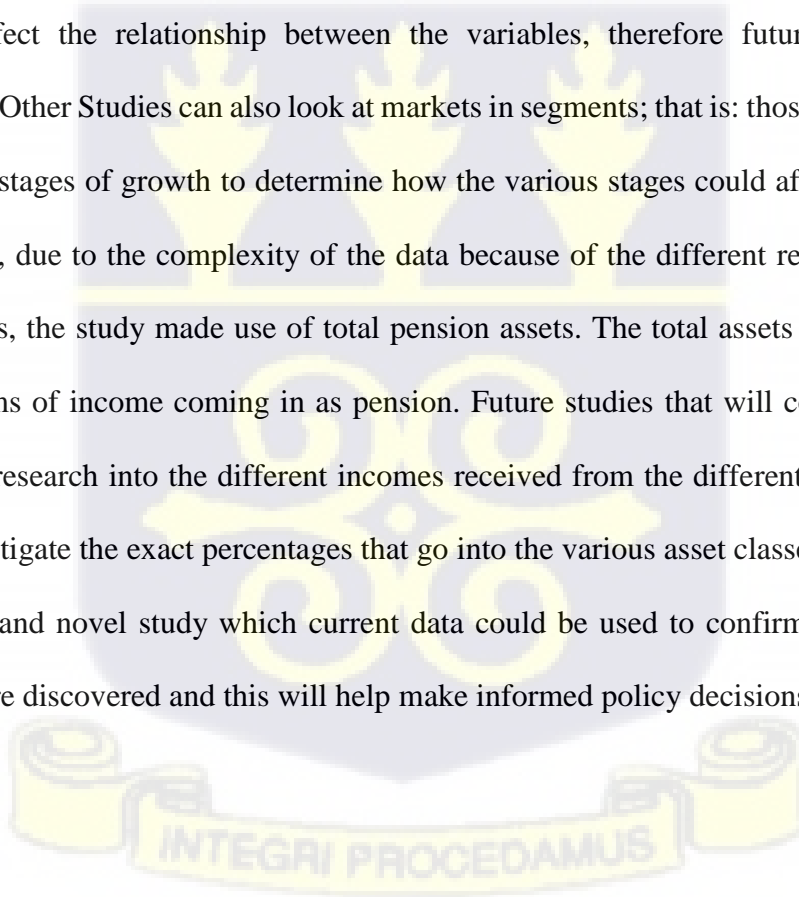 fect the relationship between the variables, therefore futur
Other Studies can also look at markets in segments; that is: thos
stages of growth to determine how the various stages could af
, due to the complexity of the data because of the different re
s, the study made use of total pension assets. The total assets
ns of income coming in as pension. Future studies that will c
research into the different incomes received from the different
tigate the exact percentages that go into the various asset classe
and novel study which current data could be used to confirm
re discovered and this will help make informed policy decisions
INTEGRI PROCEDAMUS